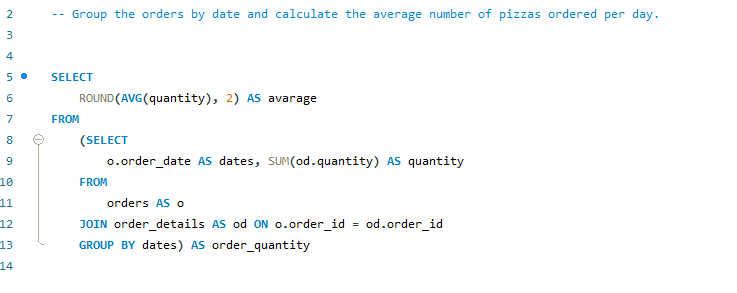 2 -- Group the orders by date and calculate the average number of pizzas ordered per day.
3
4
5 SELECT
6 ROUND(AVG(quantity), 2) AS avarage
7 FROM
8 (SELECT
9 o.order_date AS dates, SUM(od.quantity) AS quantity
10 FROM
11 orders AS o
12 JOIN order_details AS od ON o.order_id = od.order_id
13 GROUP BY dates) AS order_quantity
14